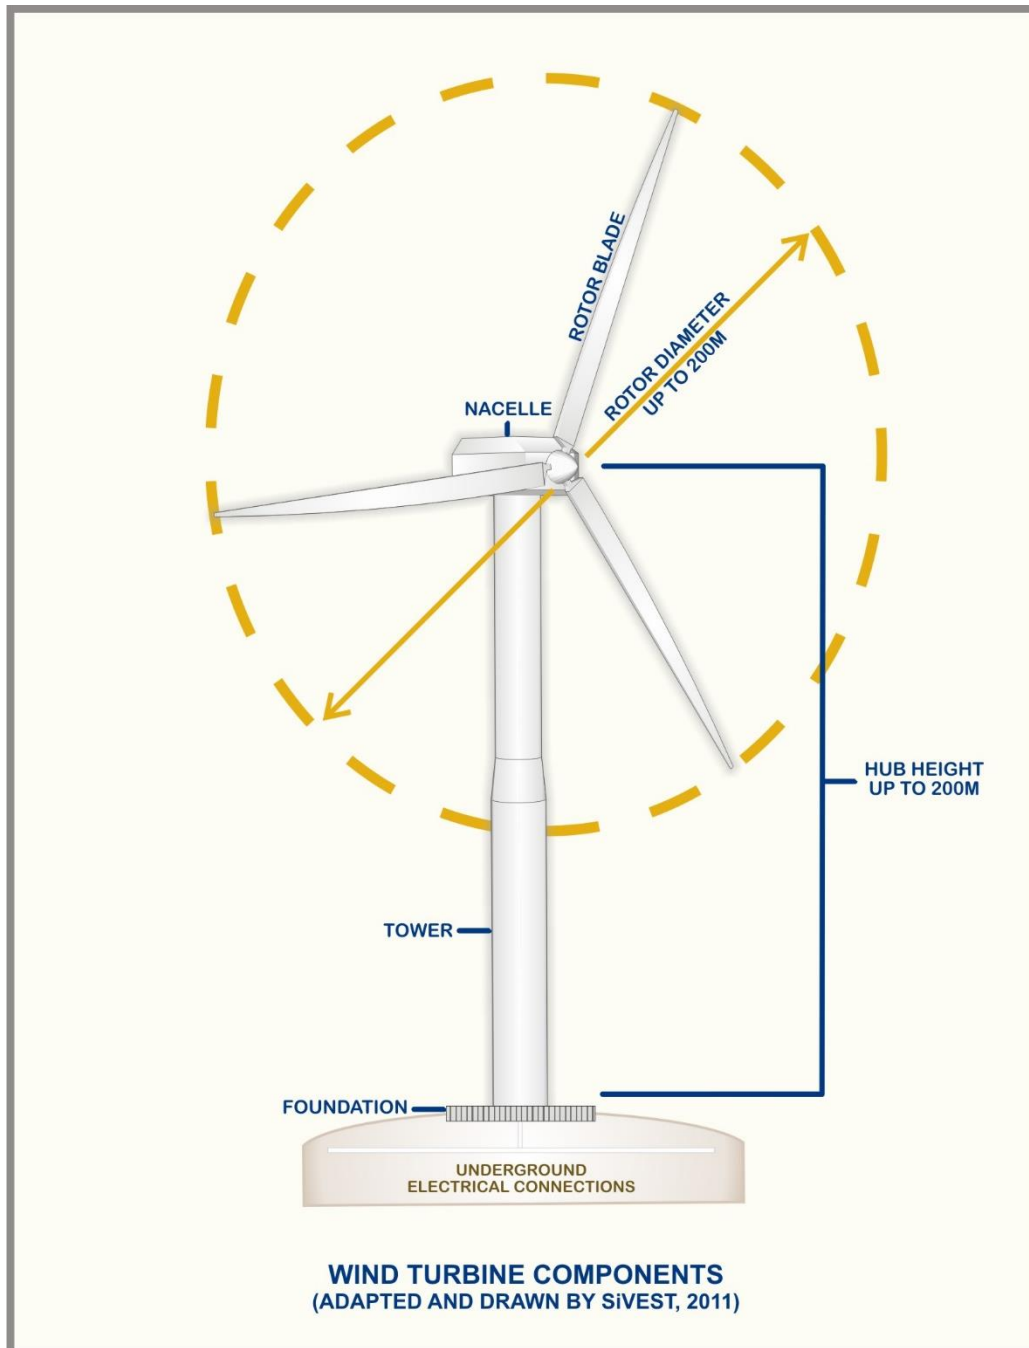 ROTOR BLADE
ROTOR DIAMETER
UP TO 200M
NACELLE
HUB HEIGHT
UP TO 200M
TOWER
FOUNDATION
UNDERGROUND
ELECTRICAL CONNECTIONS
WIND TURBINE COMPONENTS
(ADAPTED AND DRAWN BY SiVEST, 2011)